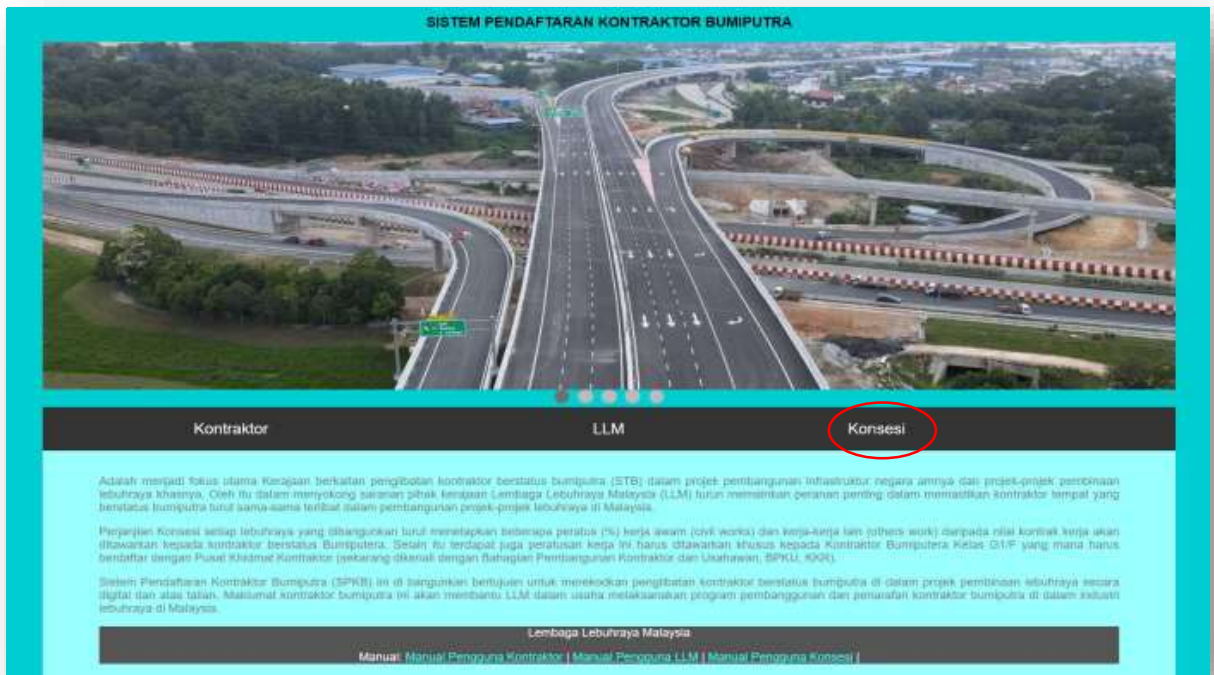 SISTEM PENDAFTARAN KONTRAKTOR BUMIPUTRA
Kontraktor LLM Konsesi
Adalah menjadi fokus utama Kerajaan berkaitan penglibatan kontraktor berstatus bumiputra (STB) dalam projek pembangunan infrastruktur negara amnya dan projek-projek pembinaan
lebuhraya khasnya. Oleh itu dalam menyokong saranan pihak kerajaan Lembaga Lebuhraya Malaysia (LLM) turun memainkan peranan penting dalam memastikan kontraktor tempat yang
berstatus bumiputra turut sama-sama terlibat dalam pembangunan projek-projek lebuhraya di Malaysia.
Perjanjian Konsesi setiap lebuhraya yang dibangunkan turut menetapkan beberapa peratus (%) kerja awam (civil works) dan kerja-kerja lain (others work) daripada nilai kontrak kerja akan
ditawarkan kepada kontraktor berstatus Bumiputera. Selain itu terdapat juga peratusan kerja ini harus ditawarkan khusus kepada Kontraktor Bumiputera Kelas G1/F yang mana harus
berdaftar dengan Pusat Khidmat Kontraktor (sekarang dikenali dengan Bahagian Pembangunan Kontraktor dan Usahawan, BPKU, KKR).
Sistem Pendaftaran Kontraktor Bumiputra (SPKB) ini di bangunkan bertujuan untuk merekodkan penglibatan kontraktor berstatus bumiputra di dalam projek pembinaan lebuhraya secara
digital dan atas talian. Maklumat kontraktor bumiputra ini akan membantu LLM dalam usaha melaksanakan program pembanggunan dan penarafan kontraktor bumiputra di dalam industri
lebuhraya di Malaysia.
Lembaga Lebuhraya Malaysia
Manual: Manual Pengguna Kontraktor | Manual Pengguna LLM | Manual Pengguna Konsesi |